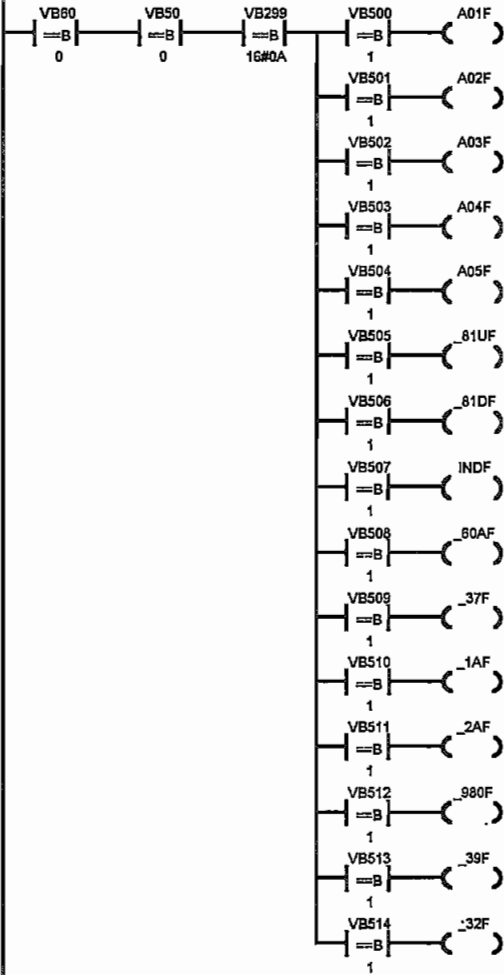 VB60 VB50 VB299 VB500 A01F
==B ==B ==B ==B
0 0 16#0A 1
VB501 A02F
==B
1
VB502 A03F
==B
1
VB503 A04F
==B
1
VB504 A05F
==B
1
VB505 _81UF
==B
1
VB506 _81DF
==B
1
VB507 INDF
==B
1
VB508 _60AF
==B
1
VB509 _37F
==B
1
VB510 _1AF
==B
1
VB511 _2AF
==B
1
VB512 _980F
==B
1
VB513 _39F
==B
1
VB514 _32F
==B
1